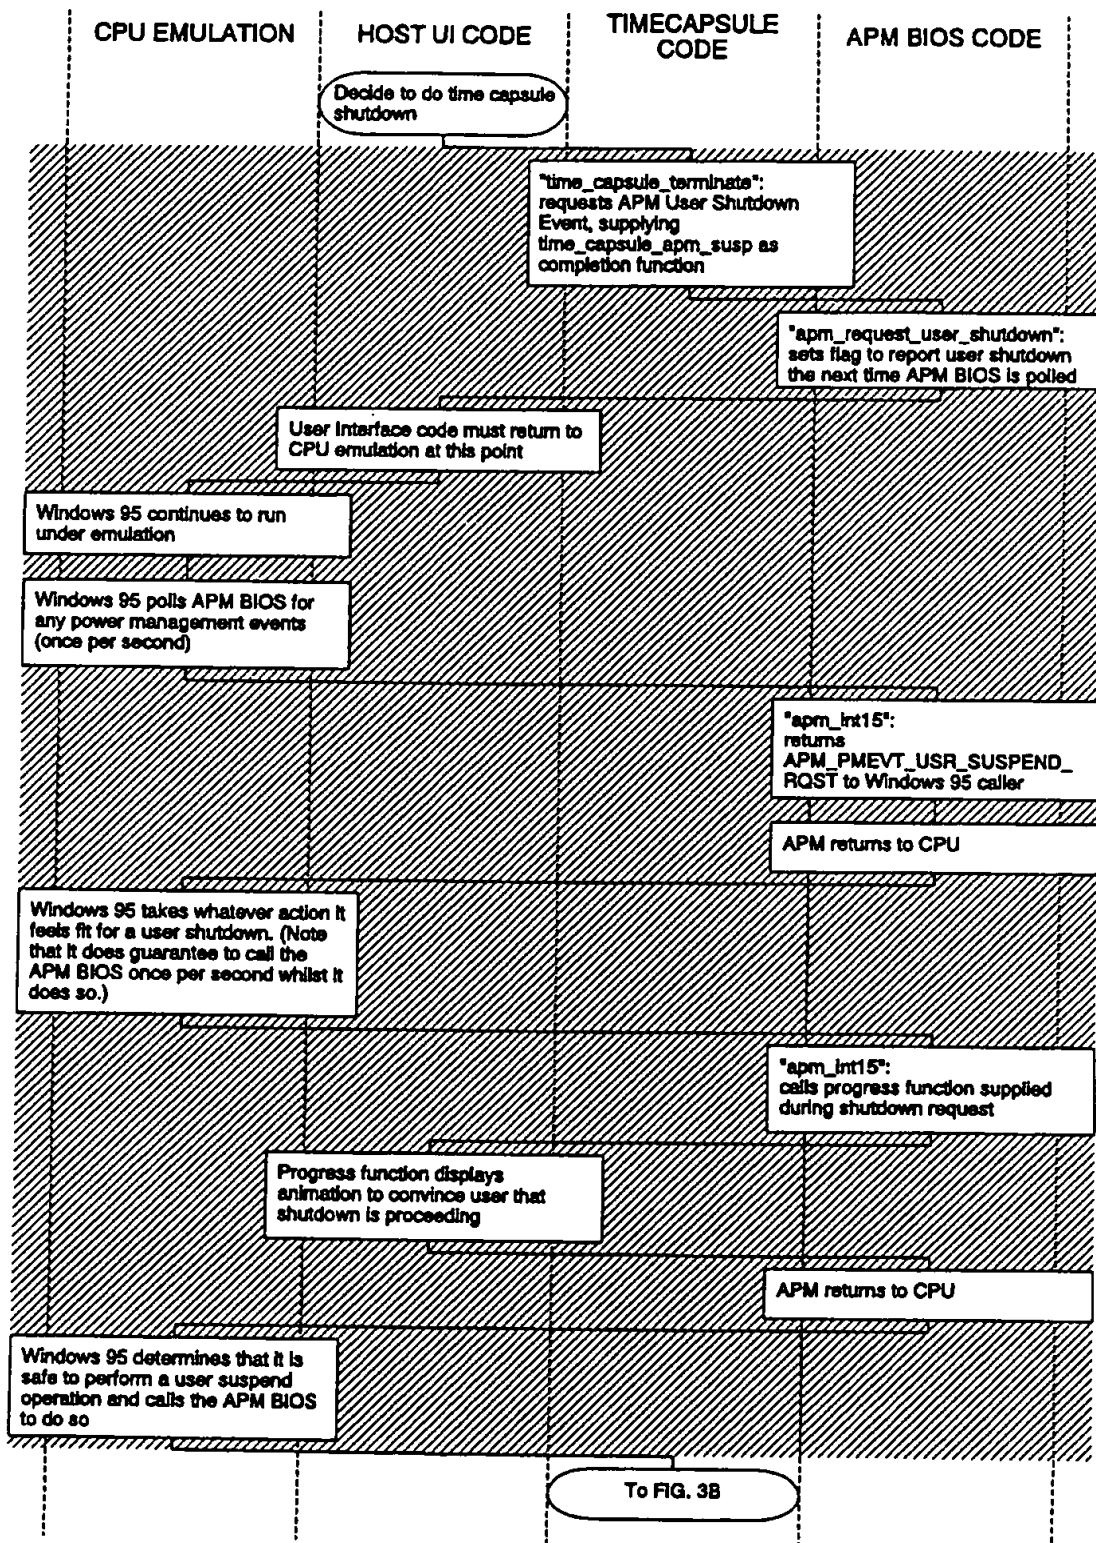 CPU EMULATION
HOST UI CODE
TIMECAPSULE
CODE
APM BIOS CODE
Decide to do time capsule
shutdown
"time_capsule_terminate":
requests APM User Shutdown
Event, supplying
time_capsule_apm_susp as
completion function
"apm_request_user_shutdown":
sets flag to report user shutdown
the next time APM BIOS is polled
User Interface code must return to
CPU emulation at this point
Windows 95 continues to run
under emulation
Windows 95 polls APM BIOS for
any power management events
(once per second)
"apm_int15":
returns
APM_PMEVT_USR_SUSPEND_
RQST to Windows 95 caller
APM returns to CPU
Windows 95 takes whatever action it
feels fit for a user shutdown. (Note
that it does guarantee to call the
APM BIOS once per second whilst it
does so.)
"apm_int15":
calls progress function supplied
during shutdown request
Progress function displays
animation to convince user that
shutdown is proceeding
APM returns to CPU
Windows 95 determines that it is
safe to perform a user suspend
operation and calls the APM BIOS
to do so
To FIG. 3B